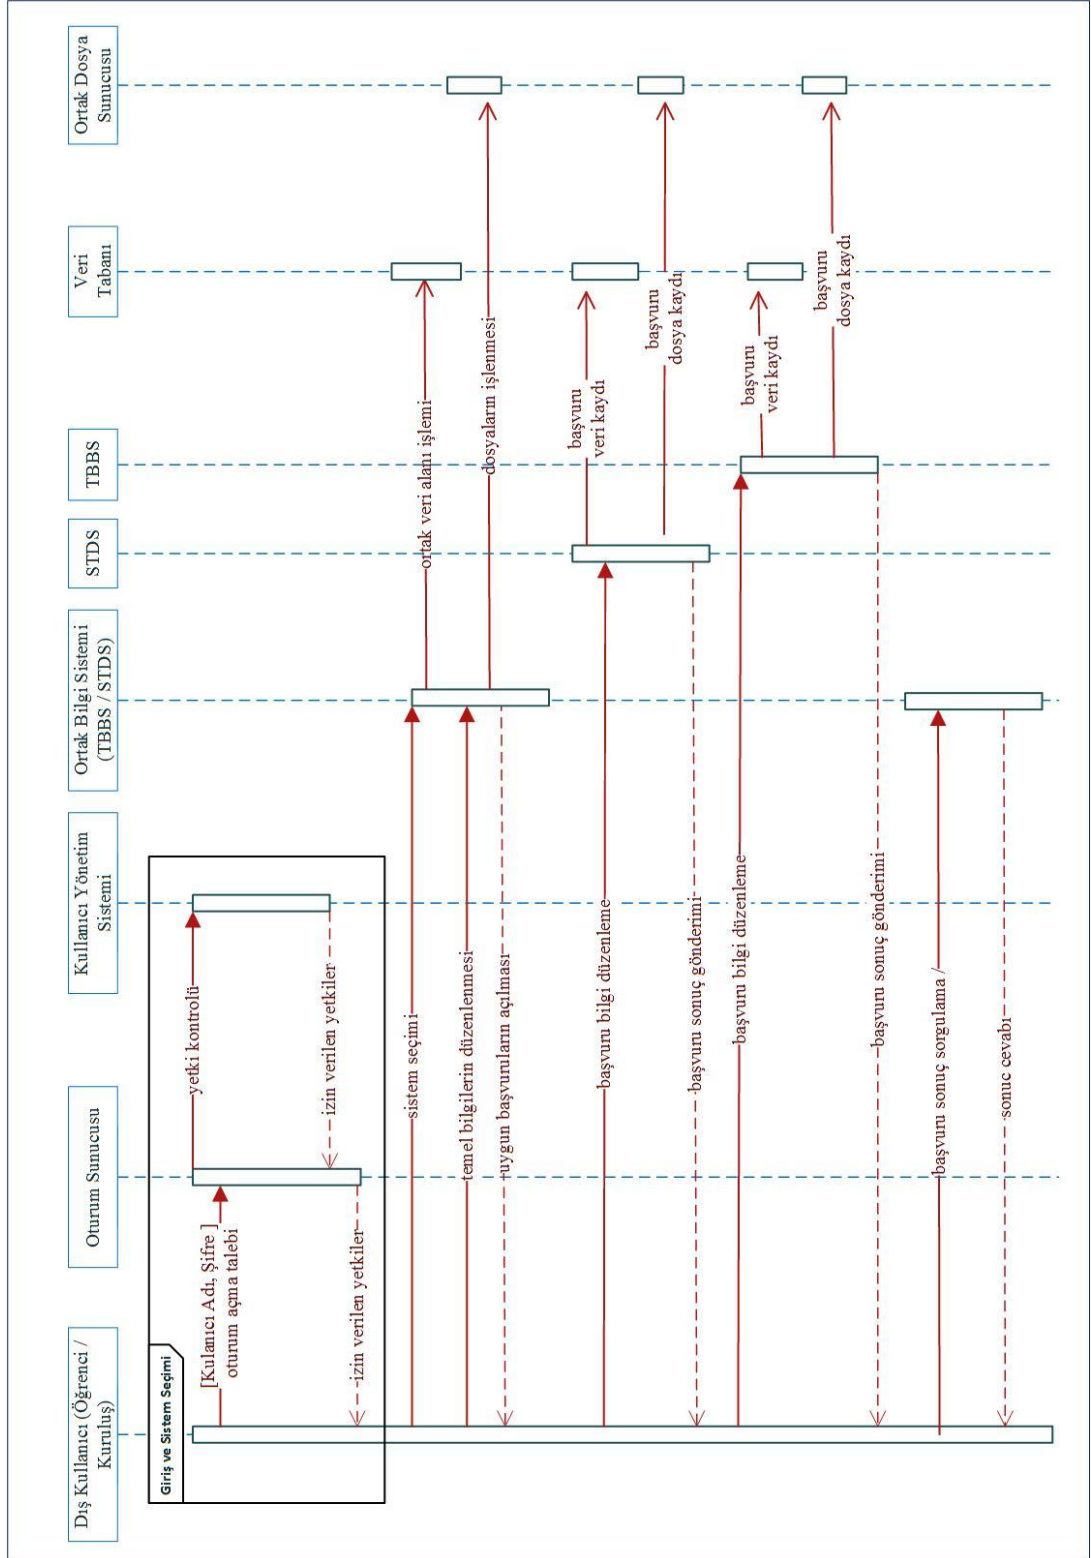 Dış Kullanıcı (Öğrenci /
Kuruluş)
Oturum Sunucusu
Kullanıcı Yönetim
Sistemi
Ortak Bilgi Sistemi
(TBBS / STDS)
STDS
TBBS
Veri
Tabanı
Ortak Dosya
Sunucusu
Giriş ve Sistem Seçimi
[Kulanıcı Adı, Şifre ]
oturum açma talebi
yetki kontrolü
izin verilen yetkiler
izin verilen yetkiler
sistem seçimi
ortak veri alanı işlemi
temel bilgilerin düzenlenmesi
dosyaların işlenmesi
uygun başvuruların açılması
başvuru bilgi düzenleme
başvuru
veri kaydı
başvuru
dosya kaydı
başvuru sonuç gönderimi
başvuru bilgi düzenleme
başvuru
veri kaydı
başvuru
dosya kaydı
başvuru sonuç gönderimi
başvuru sonuç sorgulama /
sonuc cevabı